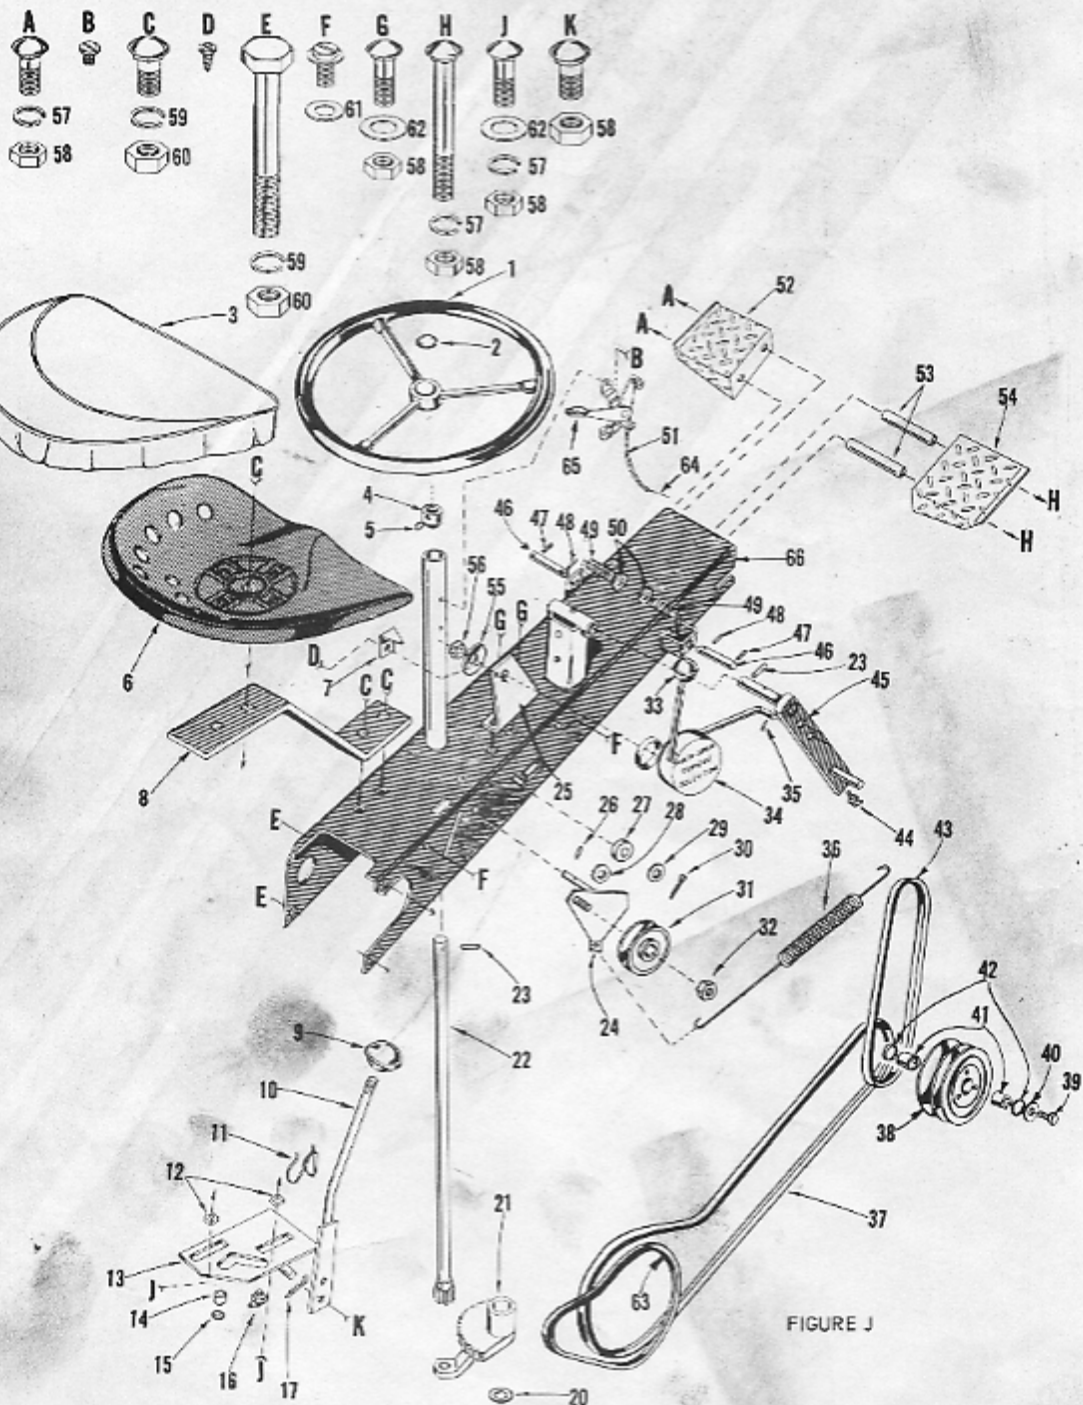 A B C D E F G H J K
57 59 61 62 62 58
58 60 58 57
57 58
59 58
60 1
3 2
A 52
A
B
53 54
C 65 51 64
4 46 47 48 49 50 H
5 H
56 55 66
G G 49
48
D 47
6 7 46 23
C C 33 45
F
8 25 35
26 27 28 34 44
E 29 36 43
F 30
E 31
32 42
23 24 41
9 40
22 39
10 38
11
12 21 37
13 J
14 63
K FIGURE J
15 16 J 17
20